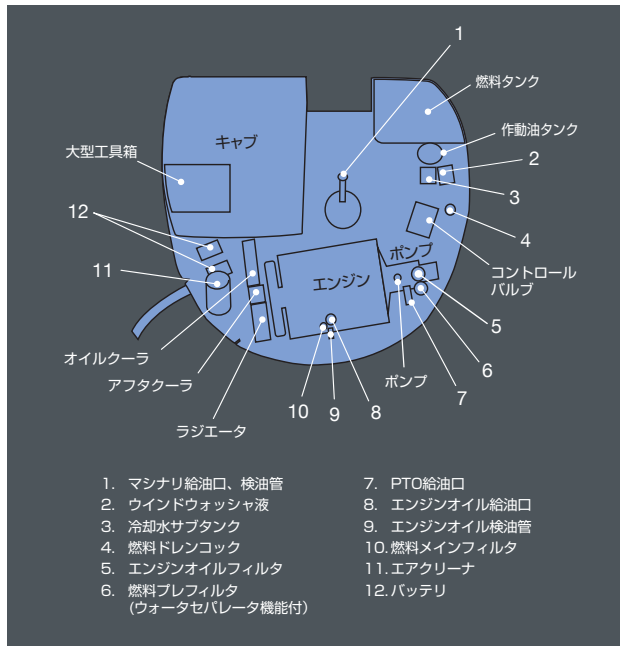 1
燃料タンク
キャブ
作動油タンク
大型工具箱
2
3
12
4
ポンプ
11
エンジン
コントロール
バルブ
5
オイルクーラ
6
アフタクーラ
ポンプ
7
10
9
8
ラジエータ
1. マシナリ給油口、検油管
2. ウインドウォッシャ液
3. 冷却水サブタンク
4. 燃料ドレンコック
5. エンジンオイルフィルタ
6. 燃料プレフィルタ
(ウォータセパレータ機能付)
7. PTO給油口
8. エンジンオイル給油口
9. エンジンオイル検油管
10.燃料メインフィルタ
11.エアクリーナ
12.バッテリ